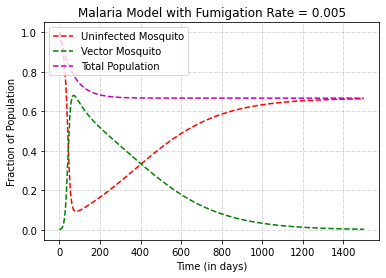 Malaria Model with Fumigation Rate = 0.005
Uninfected Mosquito
Vector Mosquito
Total Population
Fraction of Population
1.0
0.8
0.6
0.4
0.2
0.0
0 200 400 600 800 1000 1200 1400
Time (in days)